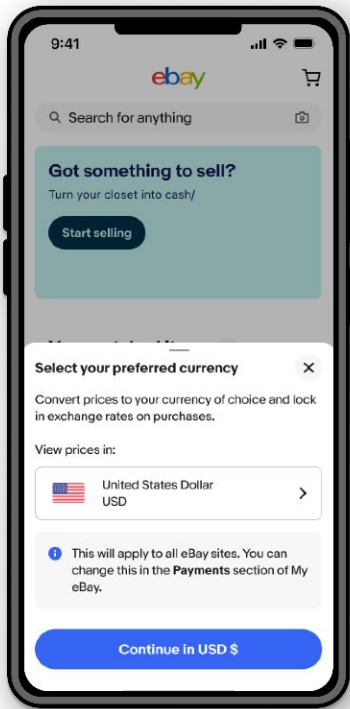 9:41
ebay
Search for anything
Got something to sell?
Turn your closet into cash/
Start selling
Select your preferred currency
Convert prices to your currency of choice and lock
in exchange rates on purchases.
View prices in:
United States Dollar
USD
This will apply to all eBay sites. You can
change this in the Payments section of My
eBay.
Continue in USD $